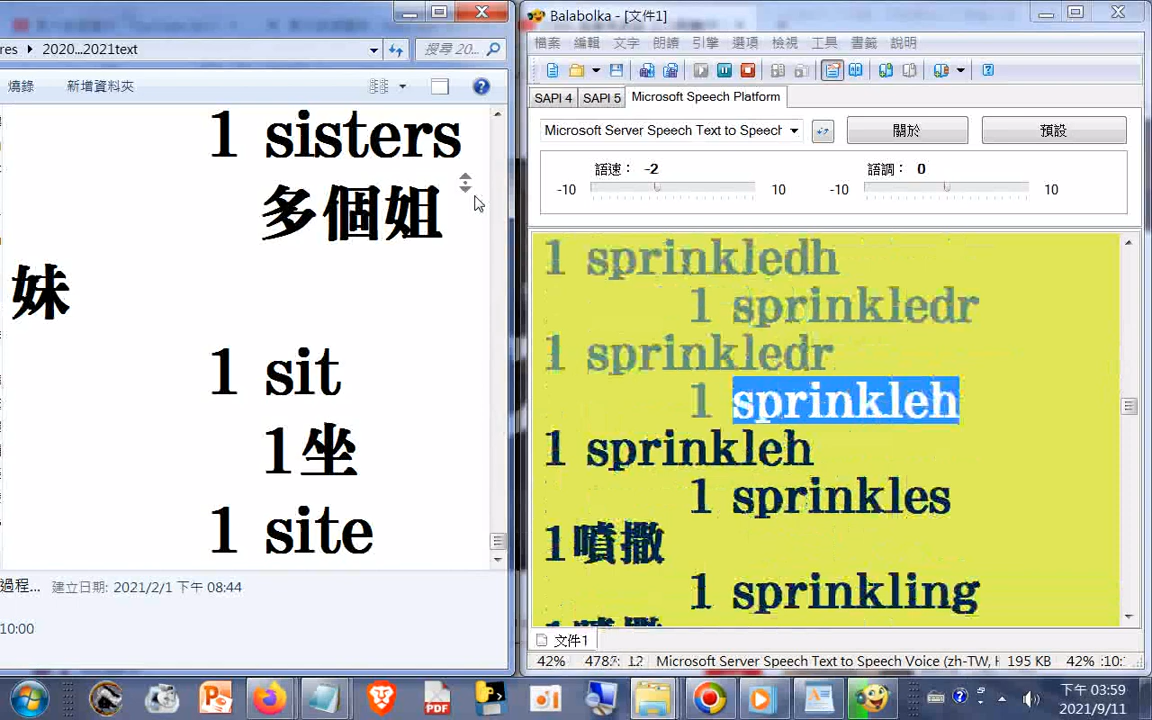 res ▸ 2020...2021text
搜尋 20...
燒錄 新增資料夾
1 sisters
多個姐
妹
1 sit
1坐
1 site
過程... 建立日期: 2021/2/1 下午 08:44
10:00
Balabolka - [文件1]
檔案 編輯 文字 朗讀 引擎 選項 檢視 工具 書籤 說明
SAPI 4 SAPI 5 Microsoft Speech Platform
Microsoft Server Speech Text to Speech 關於 預設
語速： -2 語調： 0
-10 10 -10 10
1 sprinkledh
1 sprinkledr
1 sprinkledr
1 sprinkleh
1 sprinkleh
1 sprinkles
1噴撒
1 sprinkling
文件1
42% Microsoft Server Speech Text to Speech Voice (zh-TW, H 195 KB 42%
PDF
下午 03:59
2021/9/11